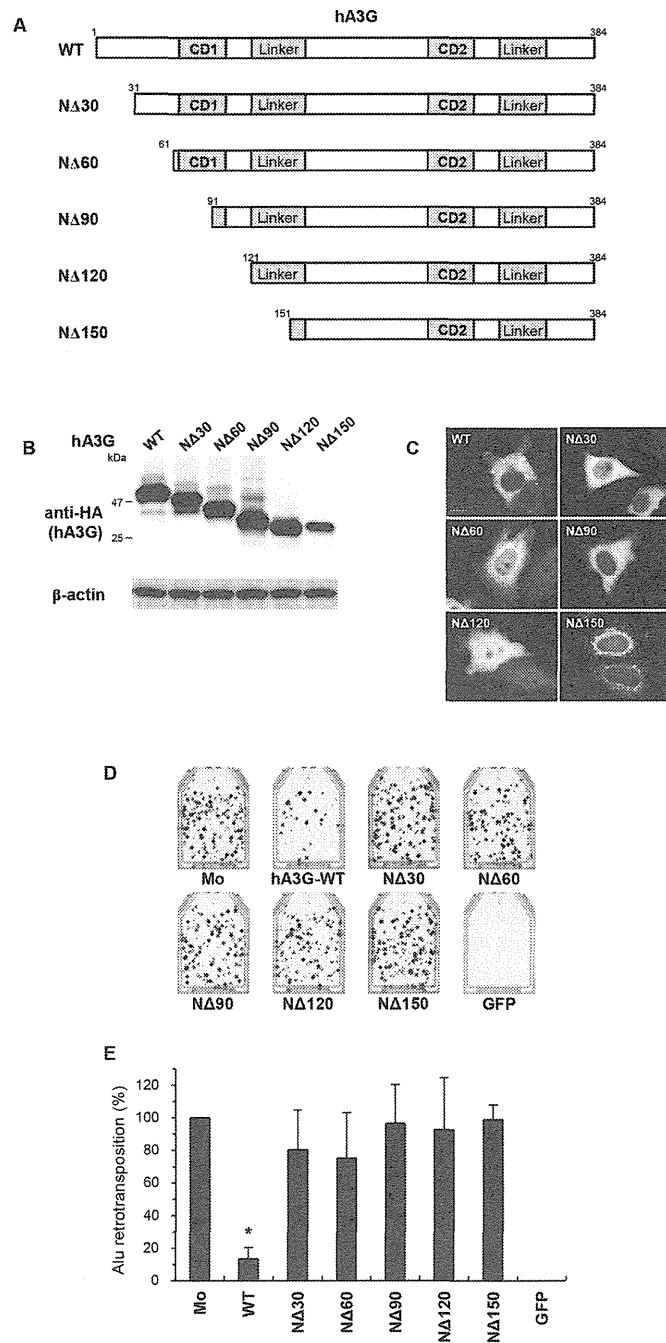 A
hA3G
1 384
WT CD1 Linker CD2 Linker
31 384
NΔ30 CD1 Linker CD2 Linker
61 384
NΔ60 CD1 Linker CD2 Linker
91 384
NΔ90 Linker CD2 Linker
121 384
NΔ120 Linker CD2 Linker
151 384
NΔ150 CD2 Linker
B
hA3G WT NΔ30 NΔ60 NΔ90 NΔ120 NΔ150
kDa
47
anti-HA
(hA3G)
25
β-actin
C
WT NΔ30
NΔ60 NΔ90
NΔ120 NΔ150
D
Mo hA3G-WT NΔ30 NΔ60
NΔ90 NΔ120 NΔ150 GFP
E
Alu retrotransposition (%)
120
100
80
60
40
20
0
*
Mo WT NΔ30 NΔ60 NΔ90 NΔ120 NΔ150 GFP